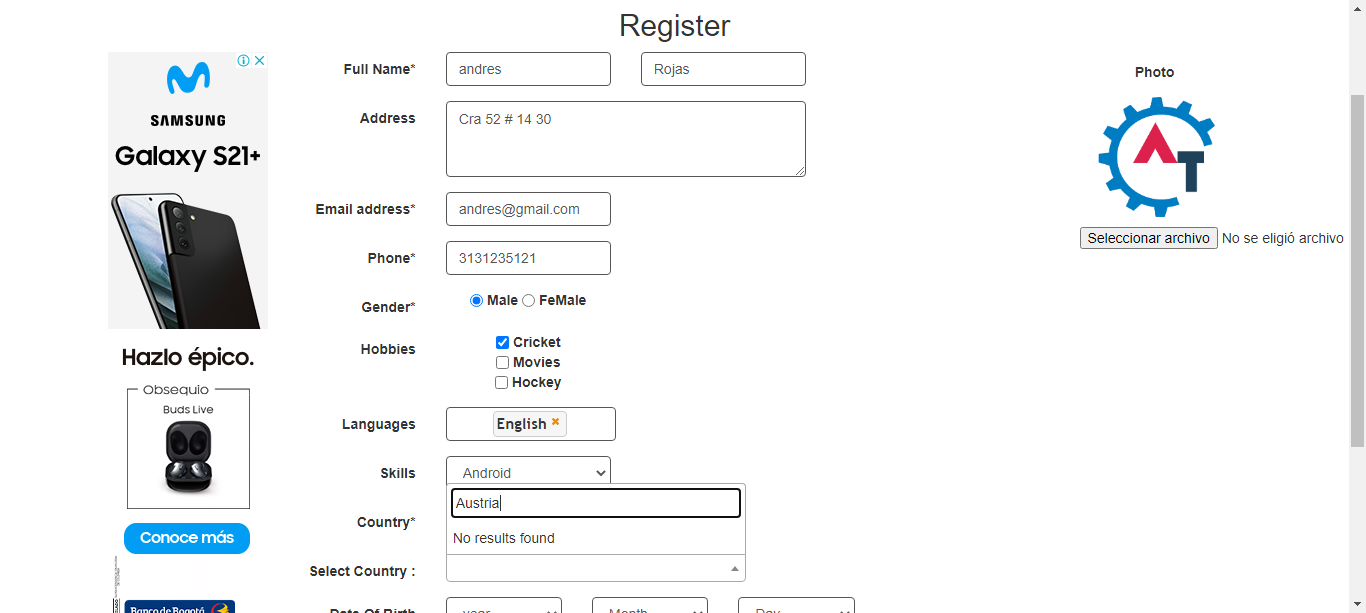 Register
Full Name* andres Rojas
Photo
Address Cra 52 # 14 30
SAMSUNG
Galaxy S21+
AT
Email address* andres@gmail.com
Seleccionar archivo No se eligió archivo
Phone* 3131235121
Gender* Male FeMale
Hobbies Cricket
Movies
Hockey
Hazlo épico.
Obsequio
Buds Live
Languages English
Skills Android
Austria
Country*
No results found
Conoce más
Select Country :
Banco de Bogotá
Date Of Birth year Month Day